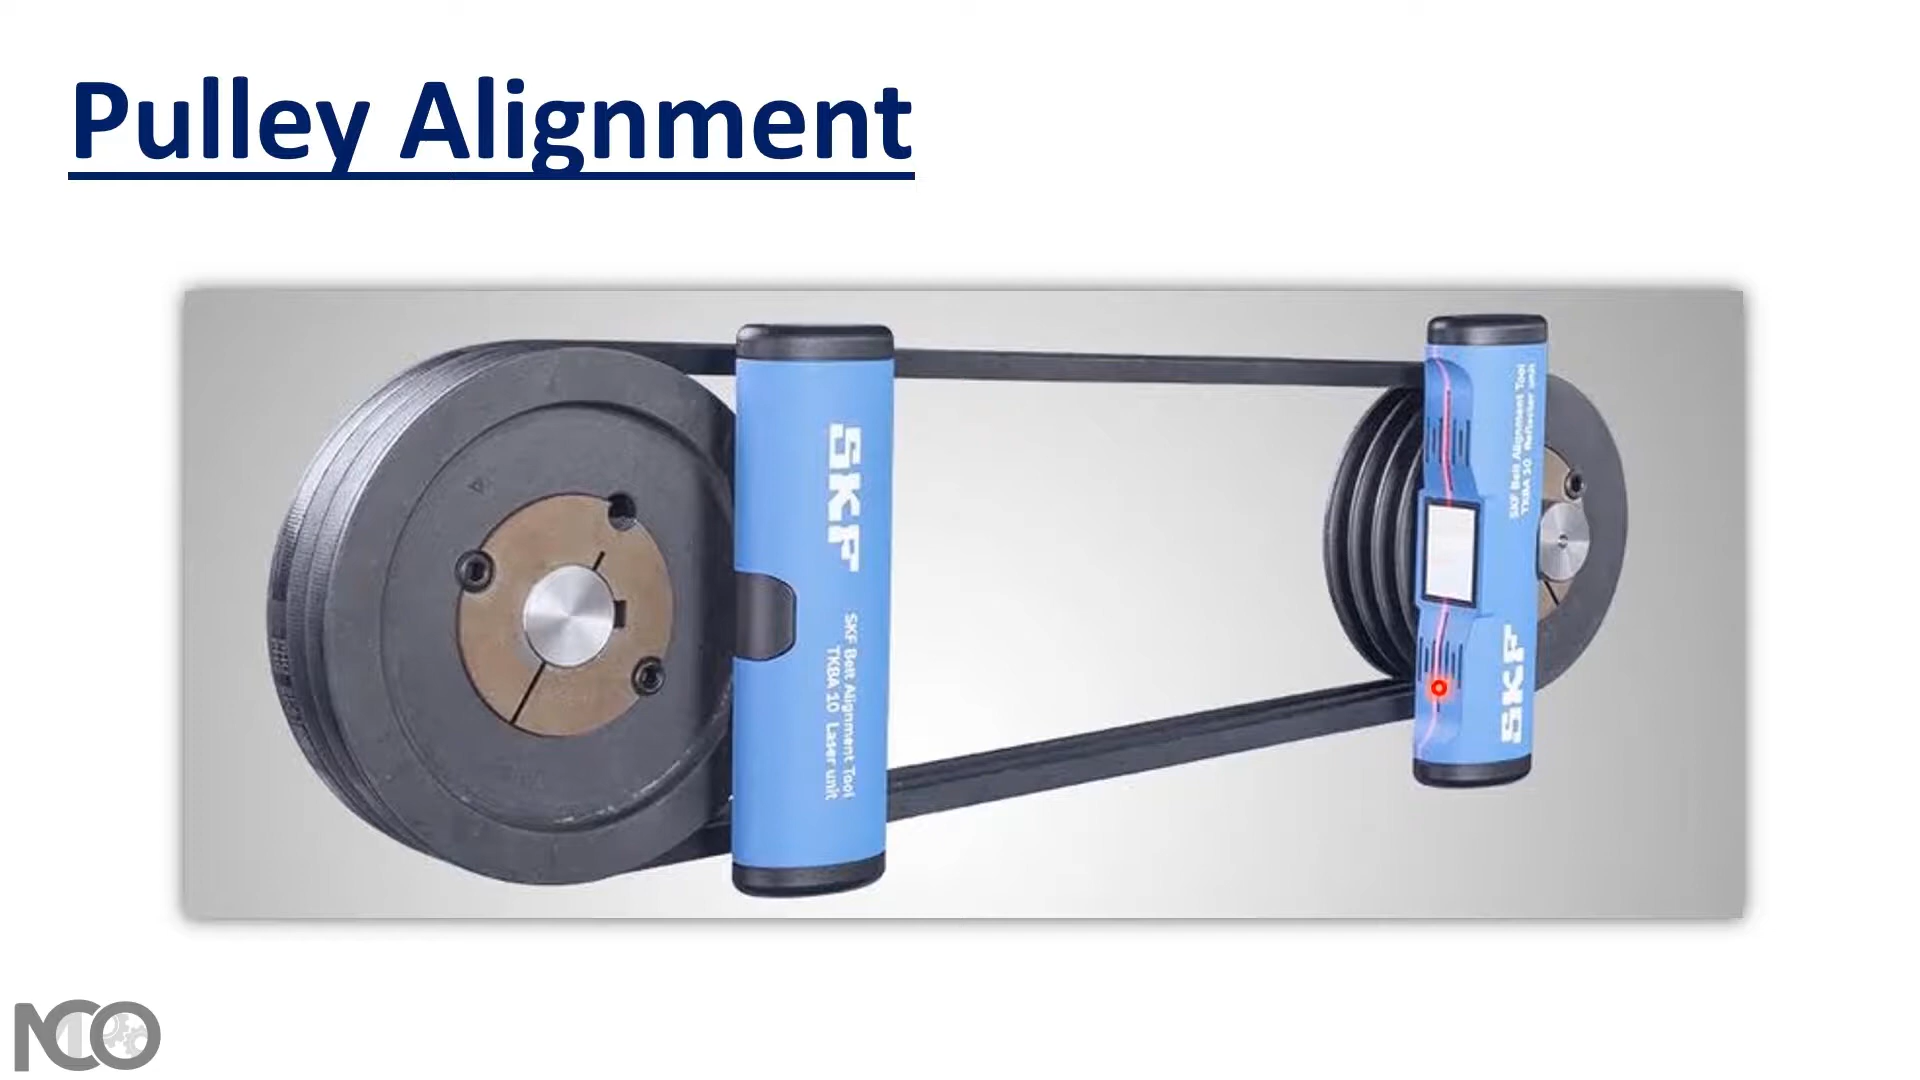 Pulley Alignment
SKF
SKF Belt Alignment Tool
TKBA 10 Laser unit
SKF Belt Alignment Tool
TKBA 10 Reflector unit
SKF